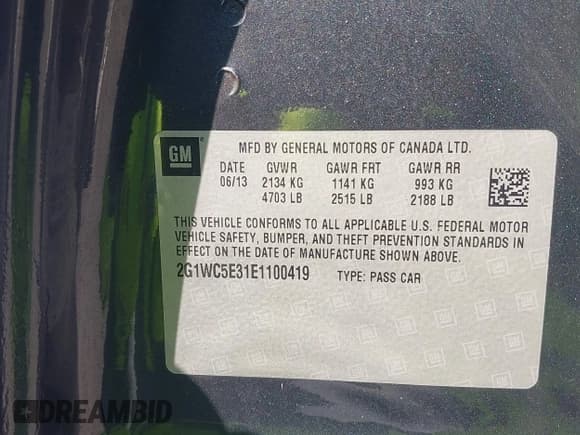 GM
MFD BY GENERAL MOTORS OF CANADA LTD.
DATE GVWR GAWR FRT GAWR RR
06/13 2134 KG 1141 KG 993 KG
4703 LB 2515 LB 2188 LB
THIS VEHICLE CONFORMS TO ALL APPLICABLE U.S. FEDERAL MOTOR
VEHICLE SAFETY, BUMPER, AND THEFT PREVENTION STANDARDS IN
EFFECT ON THE DATE OF MANUFACTURE SHOWN ABOVE.
2G1WC5E31E1100419 TYPE: PASS CAR
DREAMBID